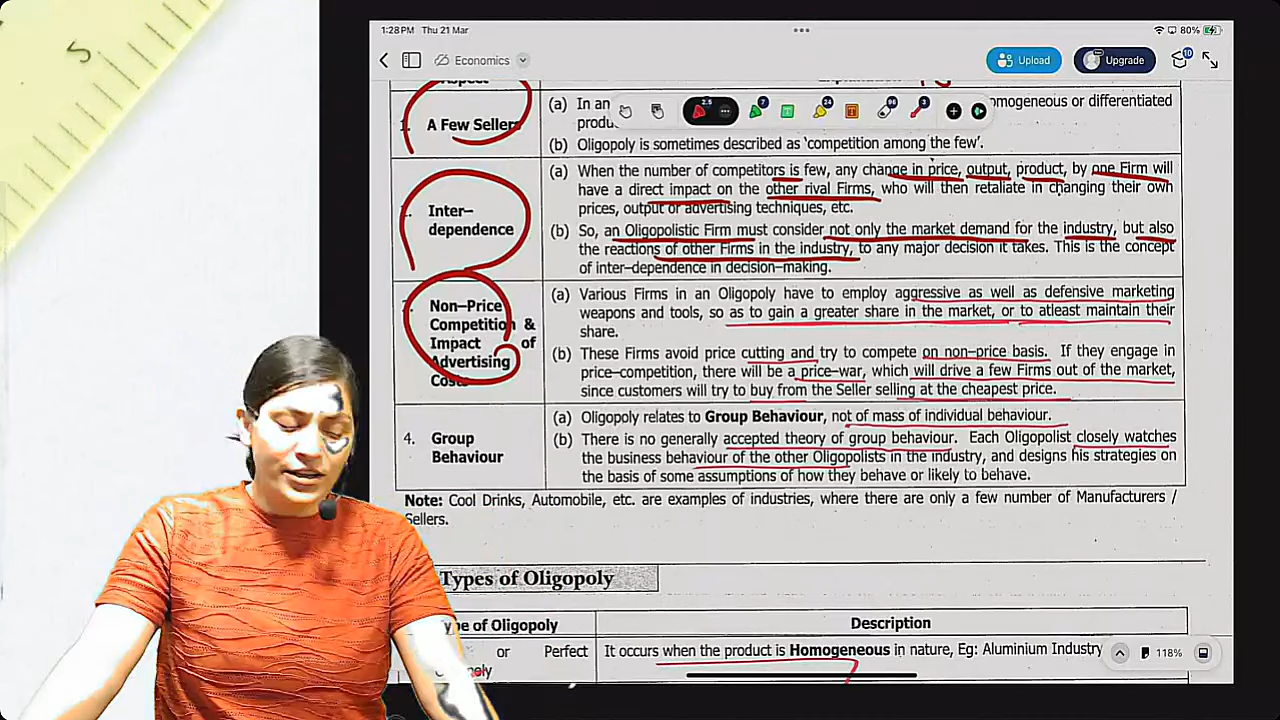 5
1:28PM Thu 21 Mar
80%
Economics
Upload
Upgrade
10
Aspect
2.5
7
24
96
3
A Few Sellers
(a) In an
omogeneous or differentiated
produ
(b) Oligopoly is sometimes described as ‘competition among the few’.
Inter–
dependence
(a) When the number of competitors is few, any change in price, output, product, by one Firm will
have a direct impact on the other rival Firms, who will then retaliate in changing their own
prices, output or advertising techniques, etc.
(b) So, an Oligopolistic Firm must consider not only the market demand for the industry, but also
the reactions of other Firms in the industry, to any major decision it takes. This is the concept
of inter–dependence in decision–making.
Non–Price
Competition &
Impact of
Advertising
Costs
(a) Various Firms in an Oligopoly have to employ aggressive as well as defensive marketing
weapons and tools, so as to gain a greater share in the market, or to atleast maintain their
share.
(b) These Firms avoid price cutting and try to compete on non–price basis. If they engage in
price–competition, there will be a price–war, which will drive a few Firms out of the market,
since customers will try to buy from the Seller selling at the cheapest price.
4. Group
Behaviour
(a) Oligopoly relates to Group Behaviour, not of mass of individual behaviour.
(b) There is no generally accepted theory of group behaviour. Each Oligopolist closely watches
the business behaviour of the other Oligopolists in the industry, and designs his strategies on
the basis of some assumptions of how they behave or likely to behave.
Note: Cool Drinks, Automobile, etc. are examples of industries, where there are only a few number of Manufacturers /
Sellers.
Types of Oligopoly
ype of Oligopoly
Description
or Perfect
It occurs when the product is Homogeneous in nature, Eg: Aluminium Industry
118%